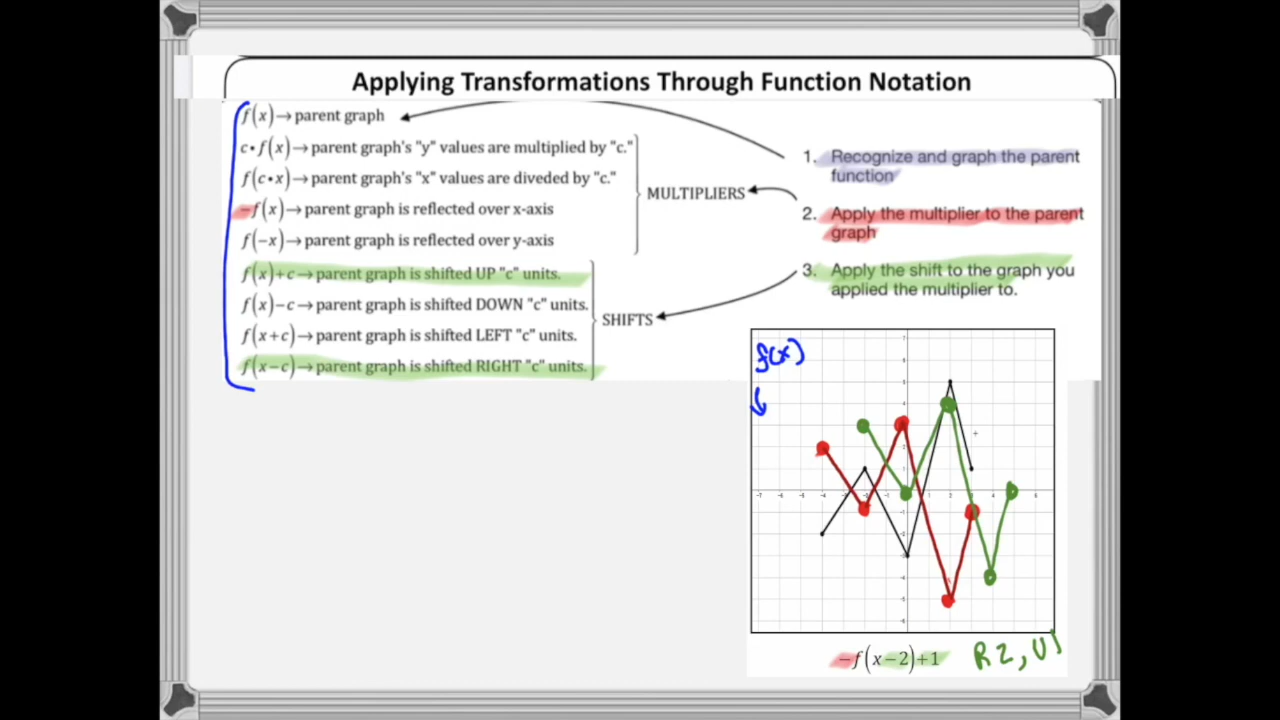 Applying Transformations Through Function Notation
f(x)→parent graph
c•f(x)→parent graph's "y" values are multiplied by "c."
f(c•x)→parent graph's "x" values are diveded by "c."
−f(x)→parent graph is reflected over x-axis
f(−x)→parent graph is reflected over y-axis
MULTIPLIERS
f(x)+c→parent graph is shifted UP "c" units.
f(x)−c→parent graph is shifted DOWN "c" units.
f(x+c)→parent graph is shifted LEFT "c" units.
f(x−c)→parent graph is shifted RIGHT "c" units.
SHIFTS
1. Recognize and graph the parent
function
2. Apply the multiplier to the parent
graph
3. Apply the shift to the graph you
applied the multiplier to.
f(x)
−f(x−2)+1
R2, U1